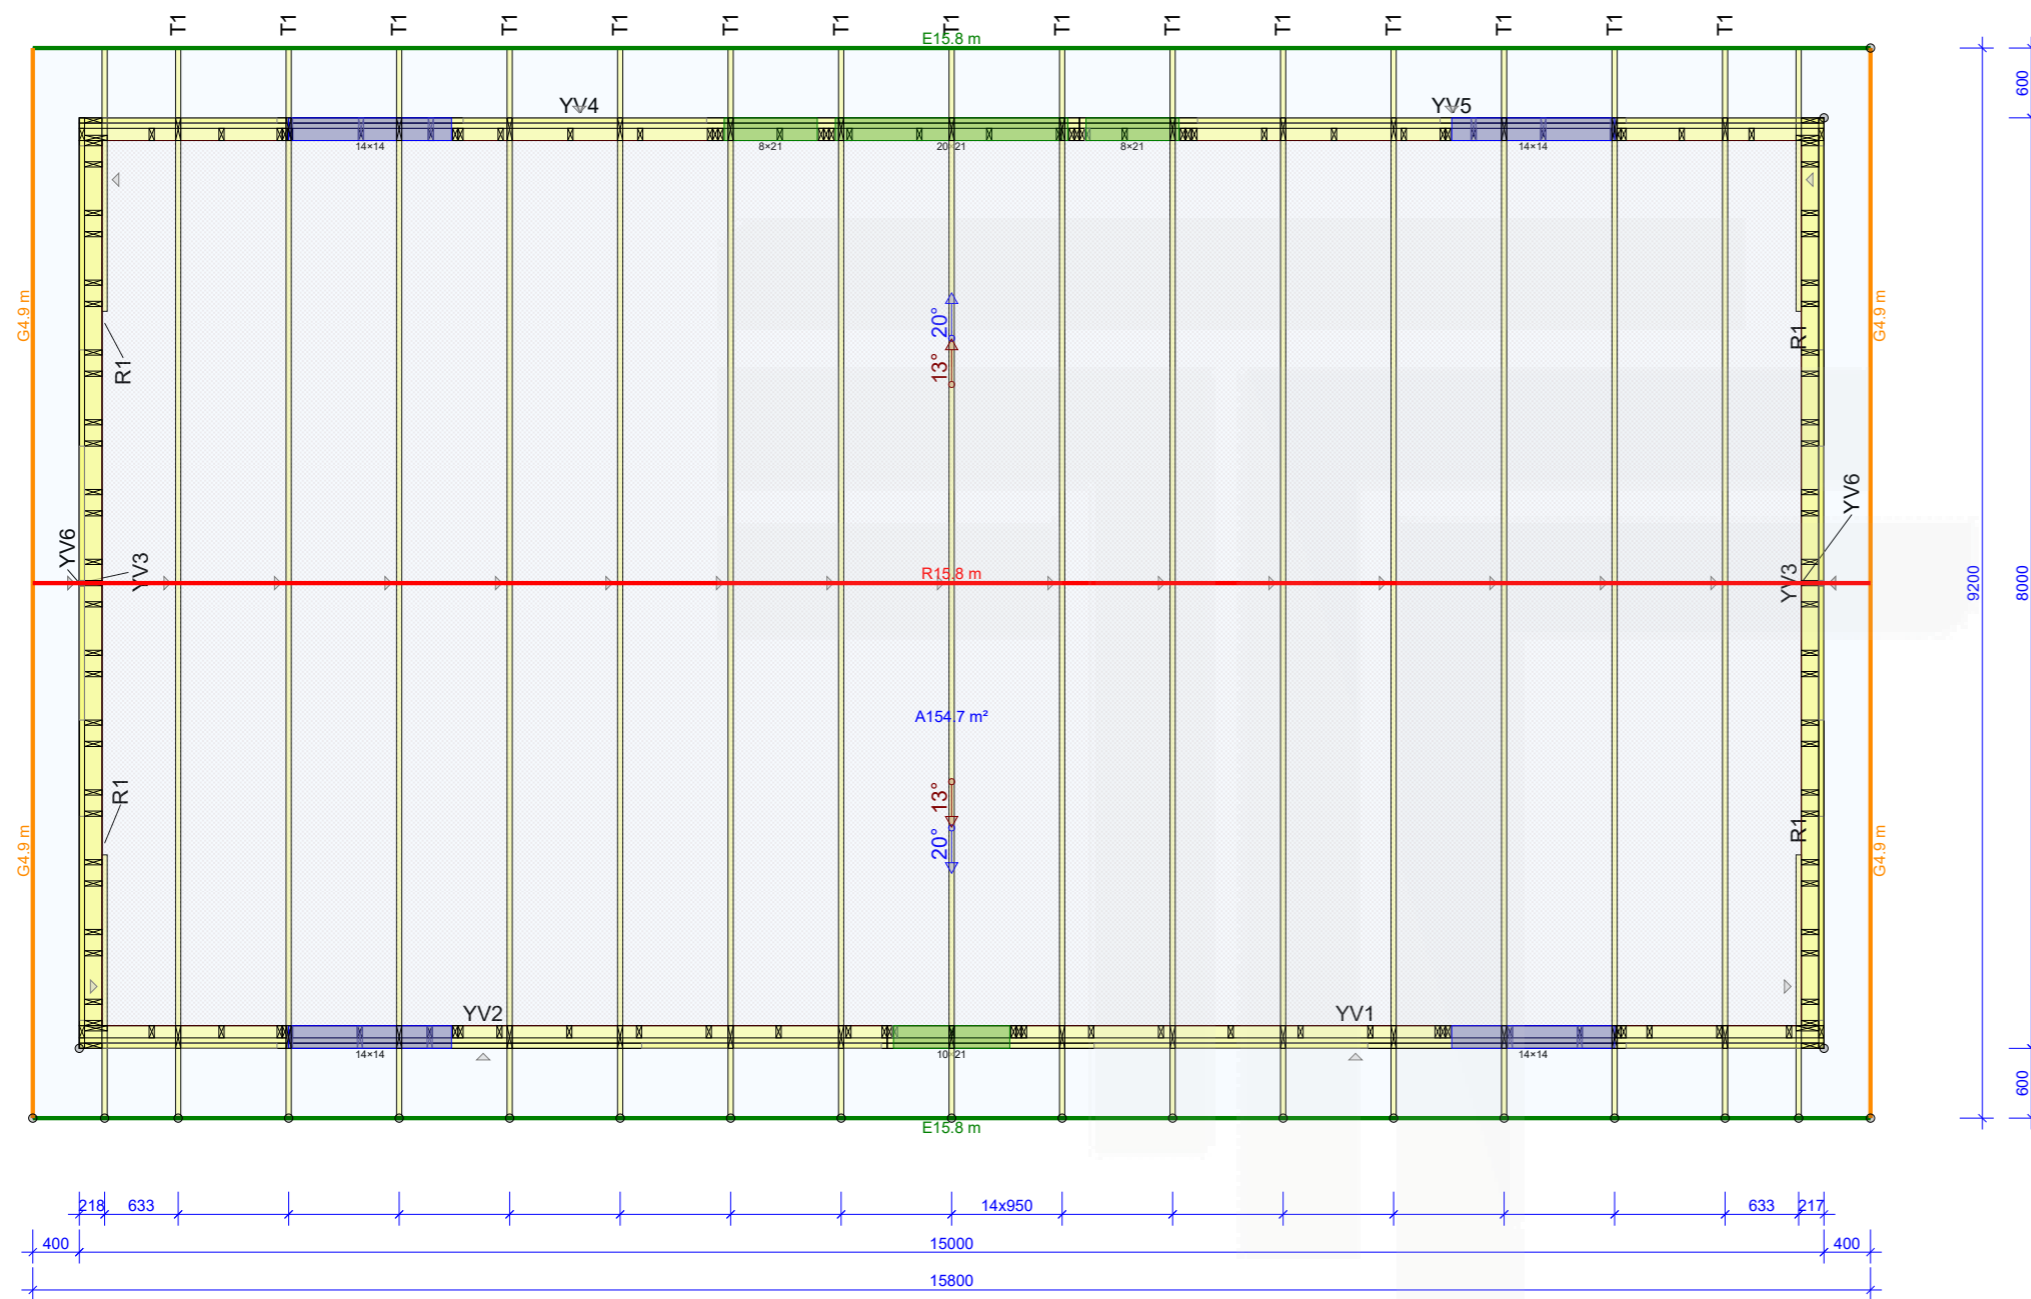 T1 T1 T1 T1 T1 T1 T1 T1 T1 T1 T1 T1 T1 T1 T1
E15.8 m
600
YV4 YV5
14×14 8×21 20×21 8×21 14×14
G4.9 m 20° G4.9 m
R1 13° R1
YV6 YV6
YV3 R15.8 m YV3 9200 8000
A154.7 m²
R1 13° R1
G4.9 m 20° G4.9 m
YV2 YV1
14×14 10×21 14×14
600
E15.8 m
218 633 14x950 633 217
400 15000 400
15800